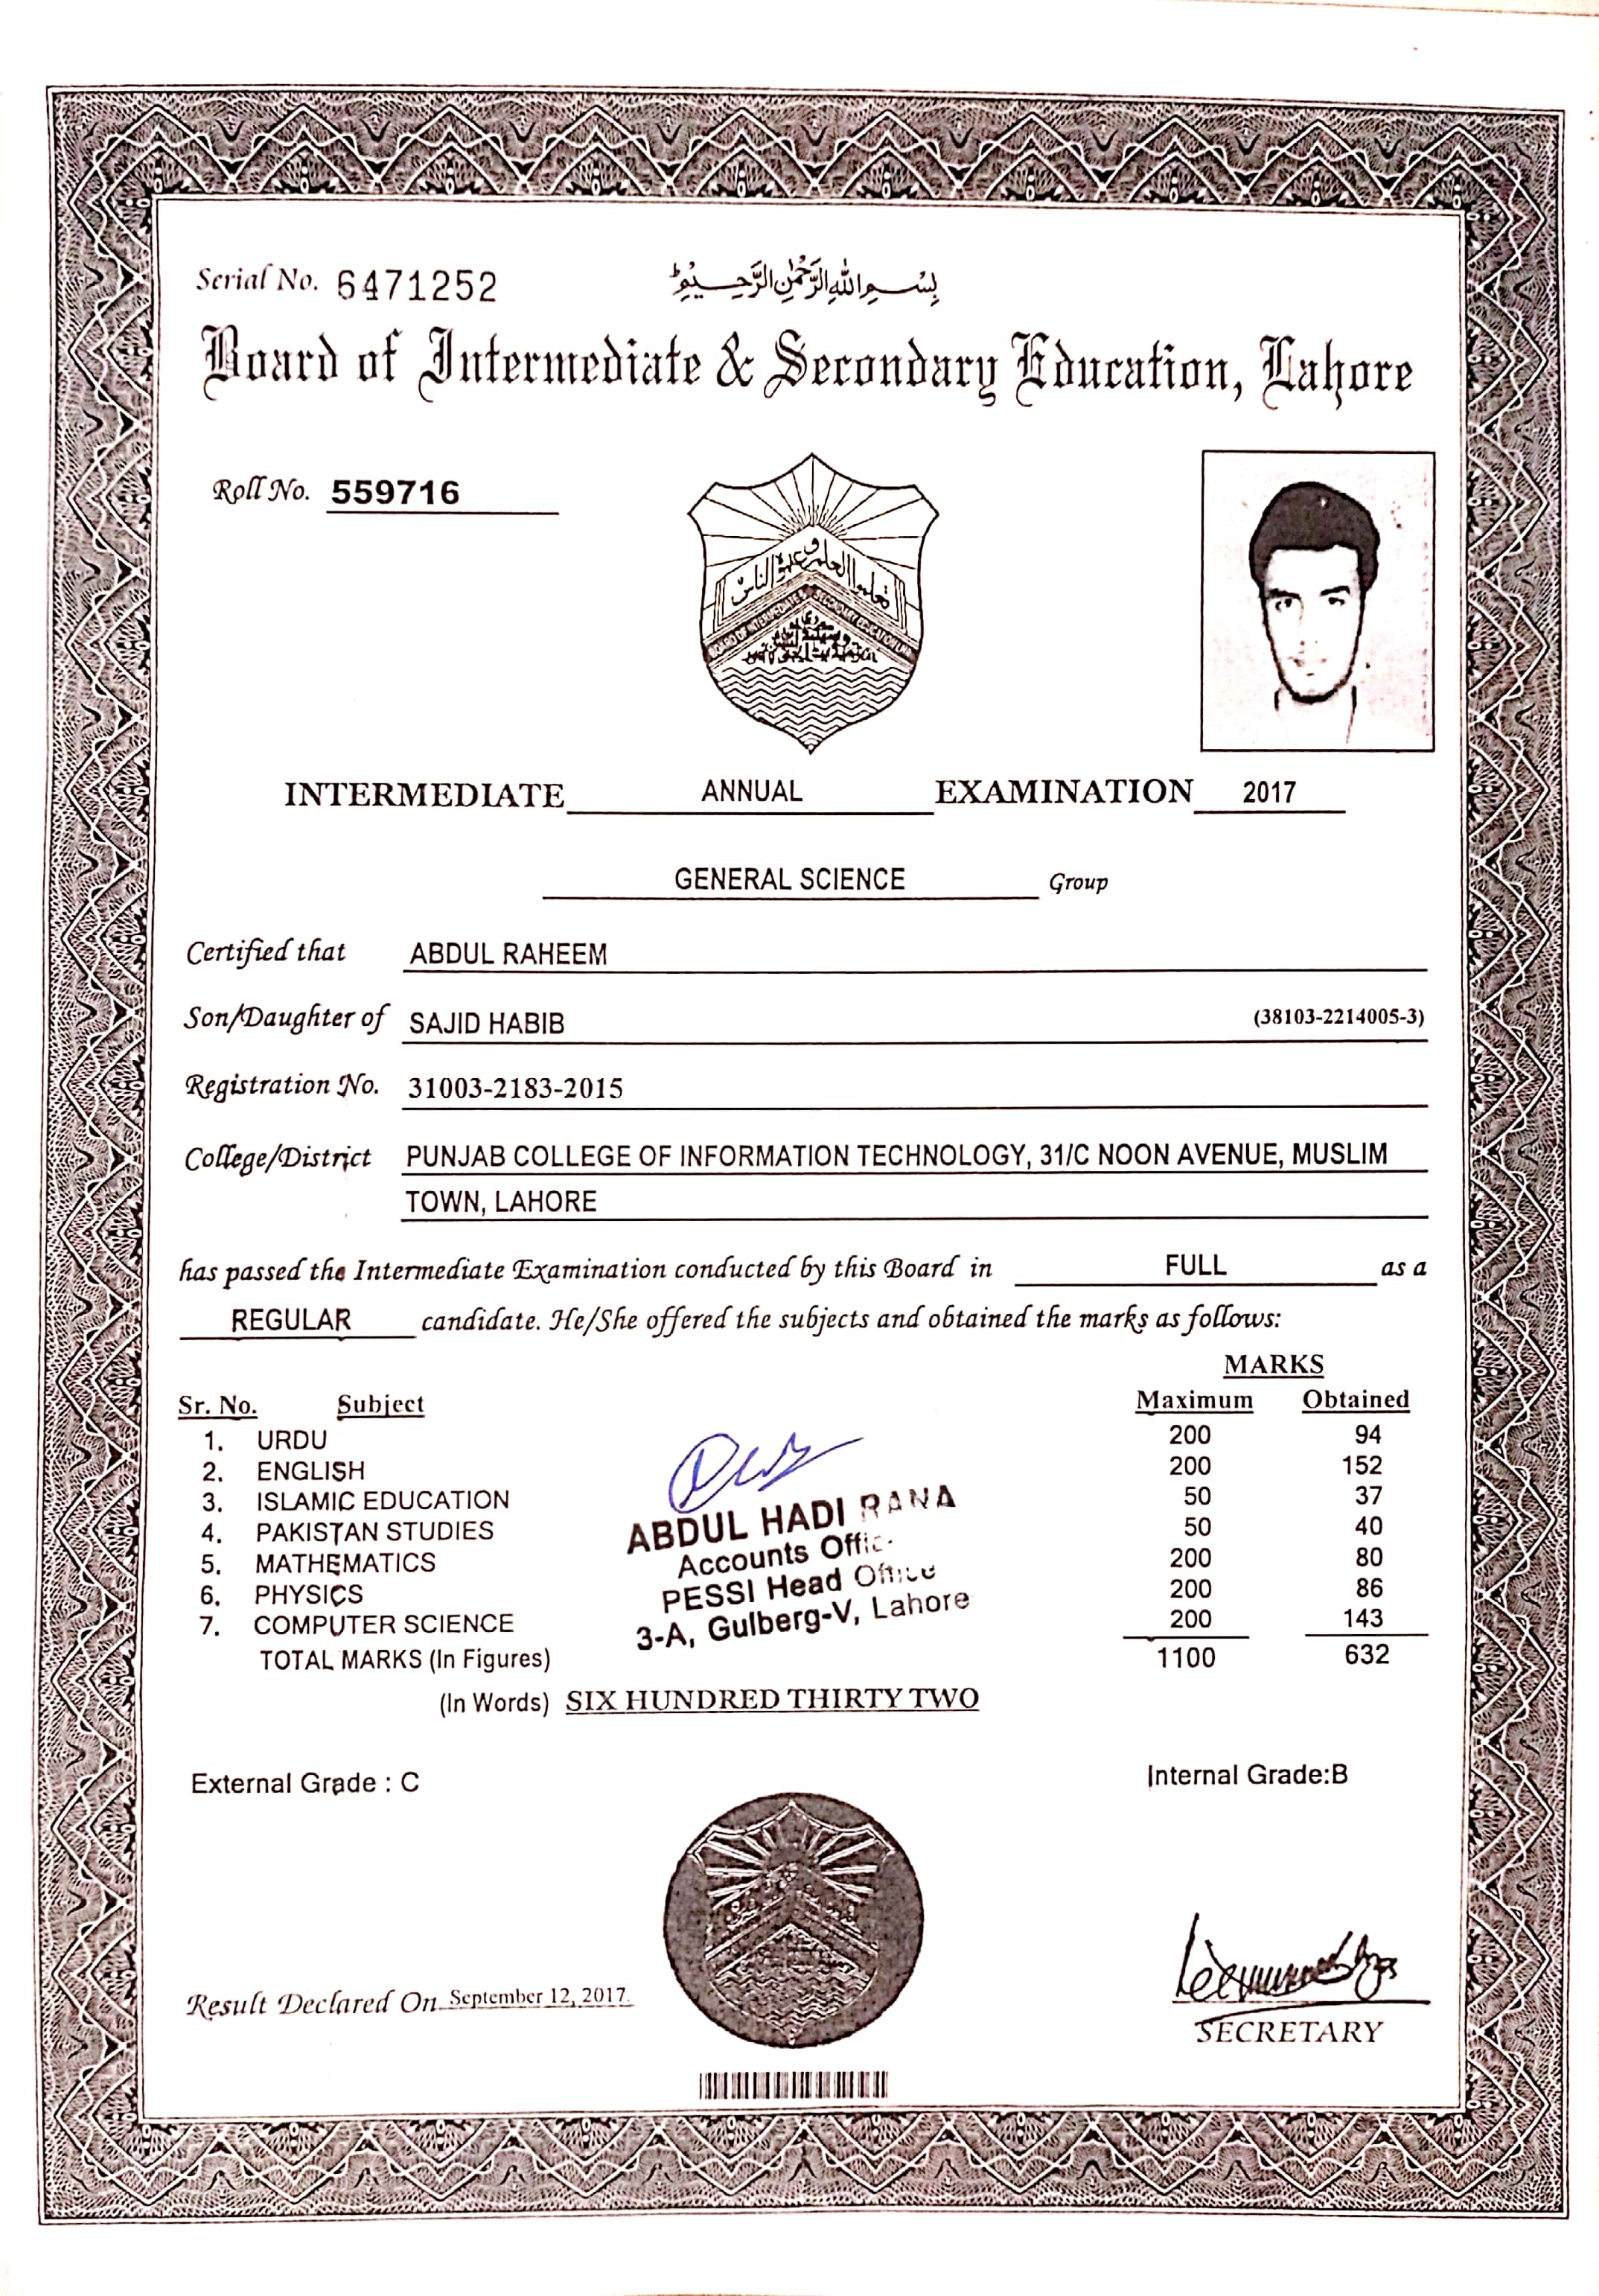 Serial No. 6471252
بِسْمِ اللهِ الرَّحْمٰنِ الرَّحِيْمِ
Board of Intermediate & Secondary Education, Lahore
Roll No. 559716
BOARD OF INTERMEDIATE & SECONDARY EDUCATION
INTERMEDIATE ANNUAL EXAMINATION 2017
GENERAL SCIENCE Group
Certified that ABDUL RAHEEM
Son/Daughter of SAJID HABIB (38103-2214005-3)
Registration No. 31003-2183-2015
College/District PUNJAB COLLEGE OF INFORMATION TECHNOLOGY, 31/C NOON AVENUE, MUSLIM
TOWN, LAHORE
has passed the Intermediate Examination conducted by this Board in FULL as a
REGULAR candidate. He/She offered the subjects and obtained the marks as follows:
MARKS
Sr. No. Subject Maximum Obtained
1. URDU 200 94
2. ENGLISH 200 152
3. ISLAMIC EDUCATION 50 37
4. PAKISTAN STUDIES 50 40
5. MATHEMATICS 200 80
6. PHYSICS 200 86
7. COMPUTER SCIENCE 200 143
TOTAL MARKS (In Figures) 1100 632
(In Words) SIX HUNDRED THIRTY TWO
ABDUL HADI RANA
Accounts
PESSI Head Office
3-A, Gulberg-V, Lahore
External Grade : C Internal Grade:B
Result Declared On September 12, 2017.
SECRETARY